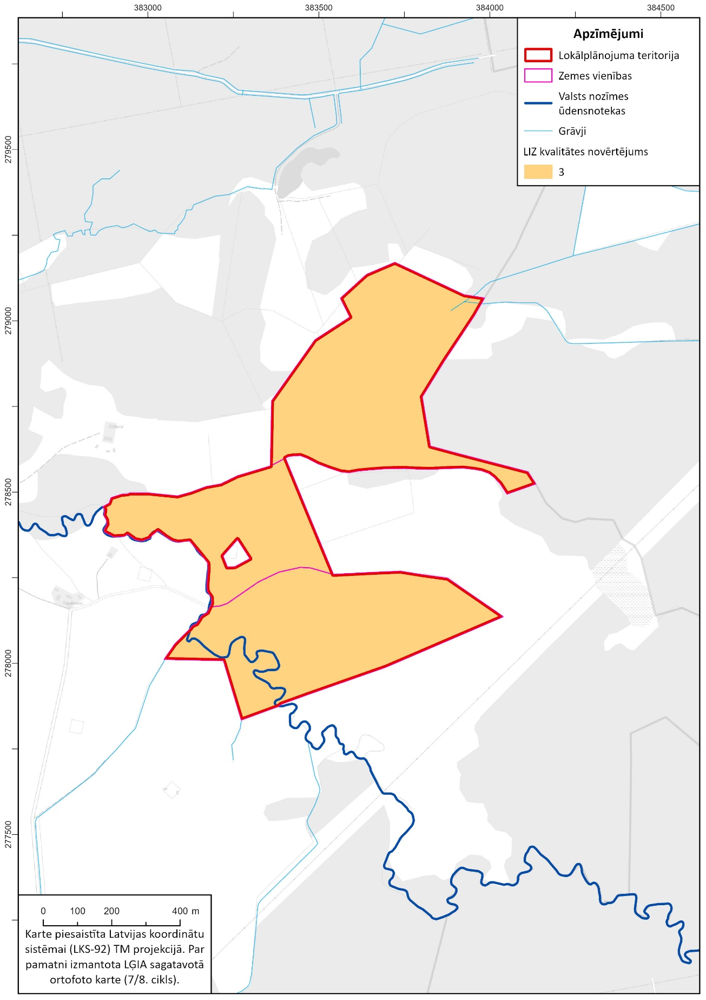 383000
383500
384000
384500
279500
279000
278500
278000
277500
Apzīmējumi
Lokālplānojuma teritorija
Zemes vienības
Valsts nozīmes
ūdensnotekas
Grāvji
LIZ kvalitātes novērtējums
3
0 100 200 400 m
Karte piesaistīta Latvijas koordinātu
sistēmai (LKS-92) TM projekcijā. Par
pamatni izmantota LĢIA sagatavotā
ortofoto karte (7/8. cikls).